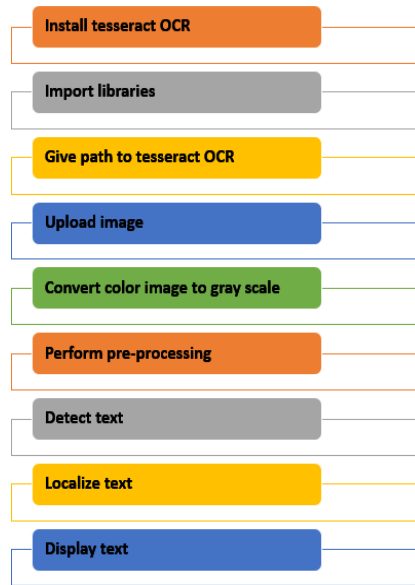 Install tesseract OCR
Import libraries
Give path to tesseract OCR
Upload image
Convert color image to gray scale
Perform pre-processing
Detect text
Localize text
Display text